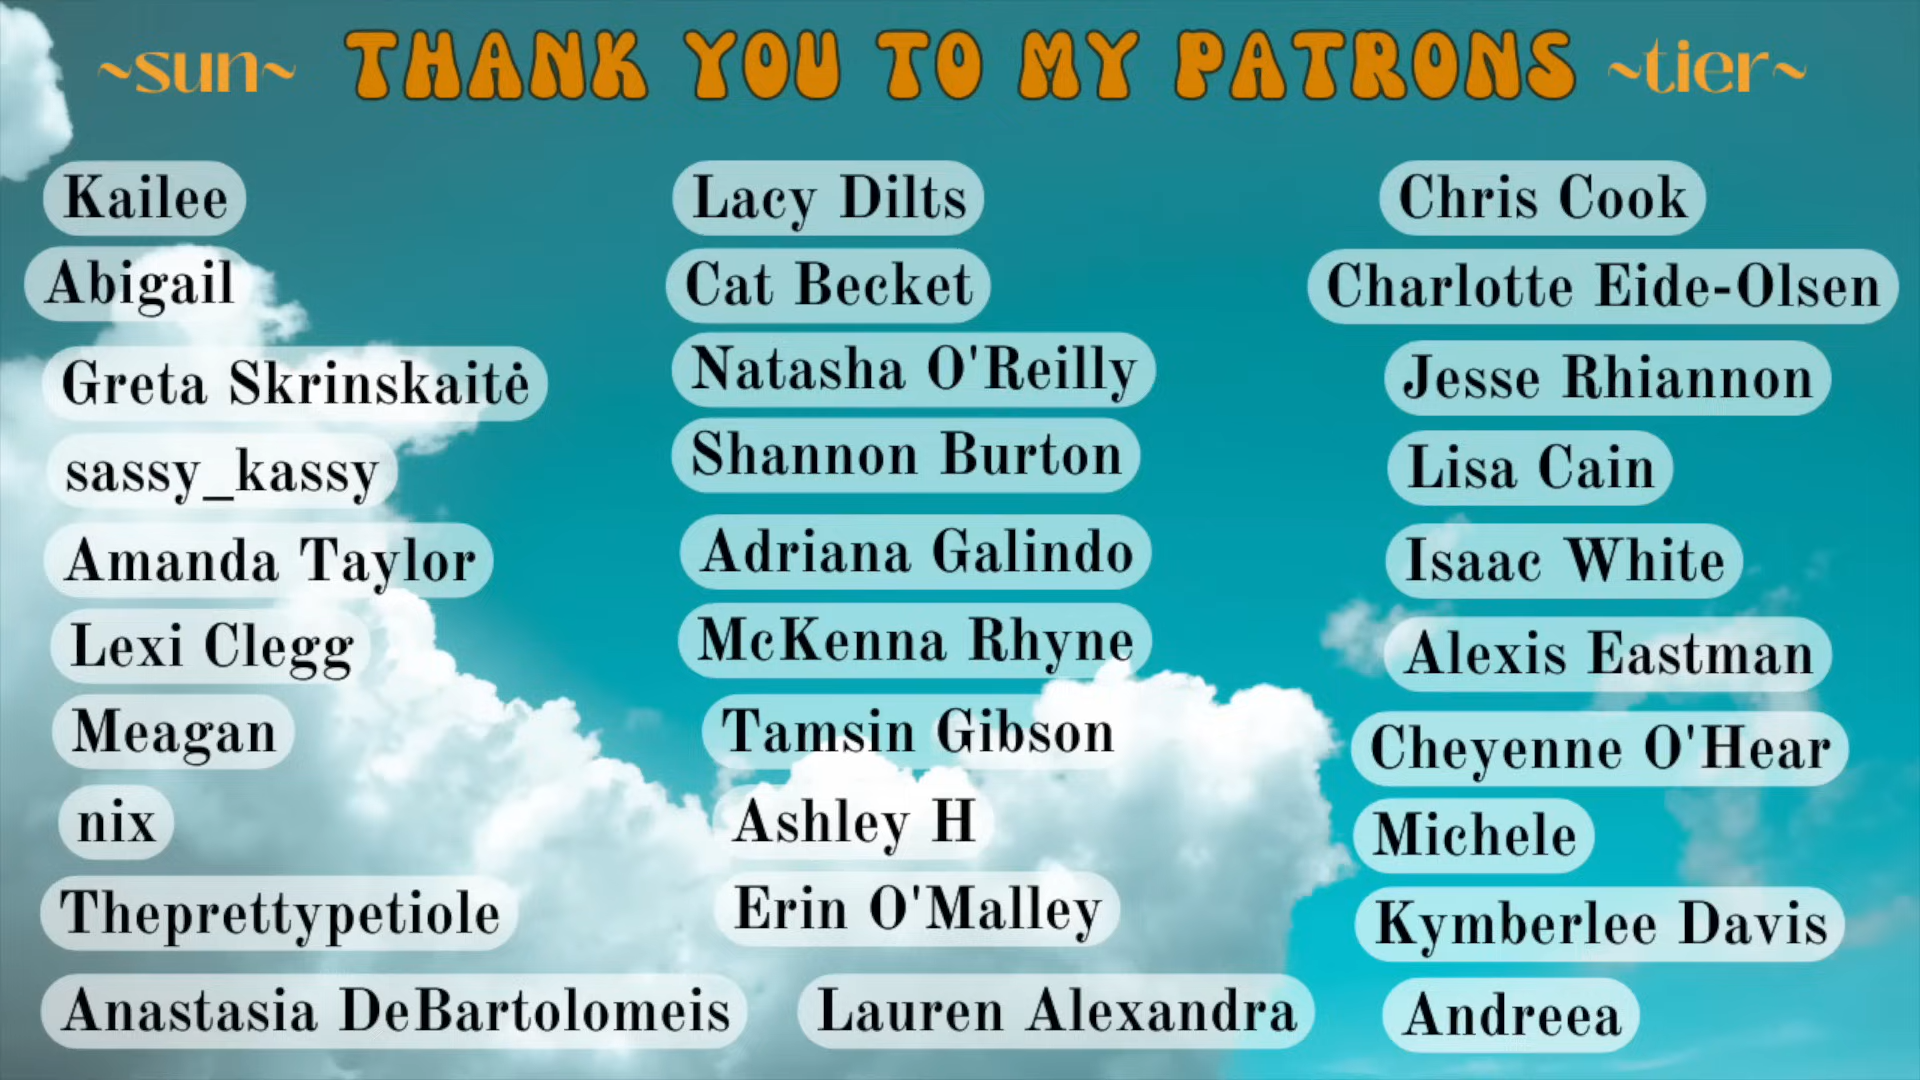 ~sun~ THANK YOU TO MY PATRONS ~tier~
Kailee
Abigail
Greta Skrinskaitė
sassy_kassy
Amanda Taylor
Lexi Clegg
Meagan
nix
Theprettypetiole
Anastasia DeBartolomeis
Lacy Dilts
Cat Becket
Natasha O'Reilly
Shannon Burton
Adriana Galindo
McKenna Rhyne
Tamsin Gibson
Ashley H
Erin O'Malley
Lauren Alexandra
Chris Cook
Charlotte Eide-Olsen
Jesse Rhiannon
Lisa Cain
Isaac White
Alexis Eastman
Cheyenne O'Hear
Michele
Kymberlee Davis
Andreea